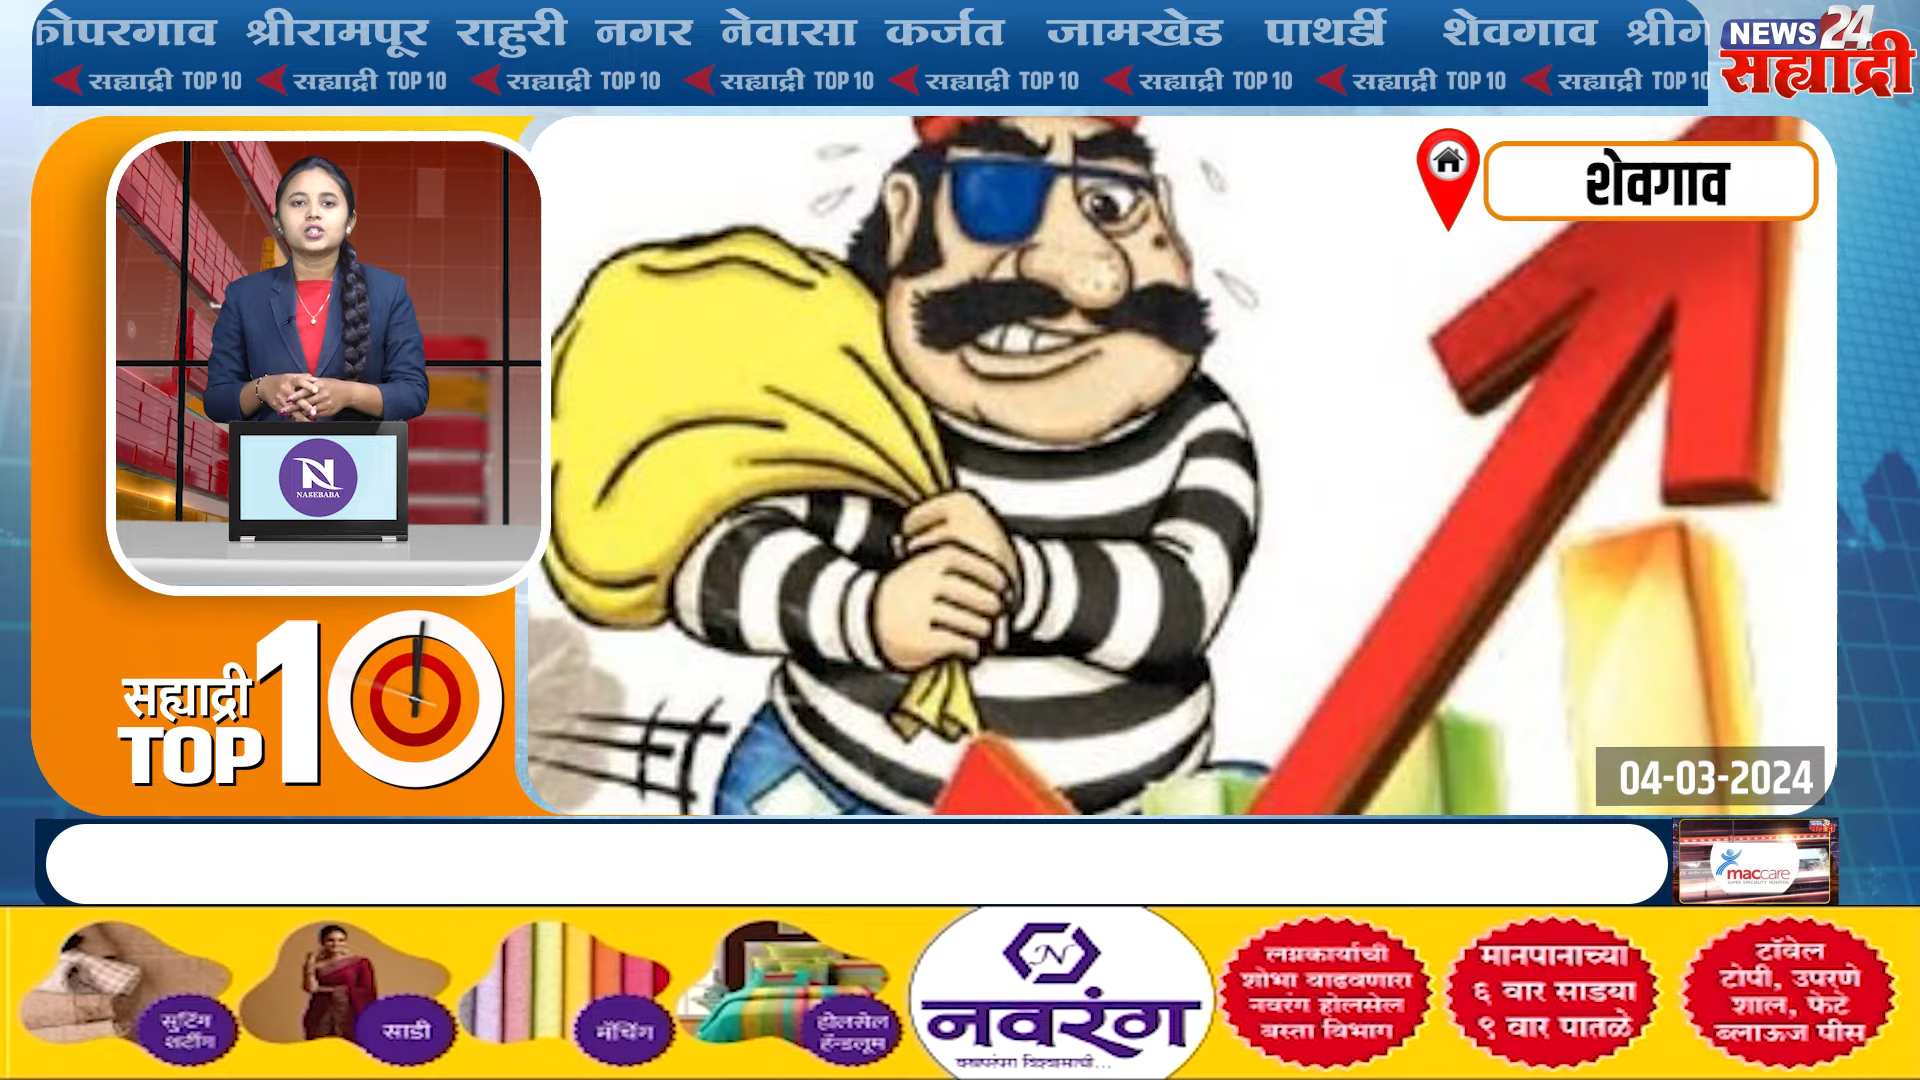 कोपरगाव श्रीरामपूर राहुरी नगर नेवासा कर्जत जामखेड पाथर्डी शेवगाव श्रीग
सह्याद्री TOP 10 सह्याद्री TOP 10 सह्याद्री TOP 10 सह्याद्री TOP 10 सह्याद्री TOP 10 सह्याद्री TOP 10 सह्याद्री TOP 10 सह्याद्री TOP 10
NEWS 24
सह्याद्री
शेवगाव
N
NASEBABA
सह्याद्री
TOP 10
04-03-2024
maccare
सुटिंग
शर्टींग
साडी
मॅचिंग
होलसेल
हॅन्डलूम
N
नवरंग
वस्त्रपरंपरा विश्वासाची...
लग्नकार्याची
शोभा वाढवणारा
नवरंग होलसेल
बस्ता विभाग
मानपानाच्या
६ वार साडया
९ वार पातळे
टॉवेल
टोपी, उपरणे
शाल, फेटे
ब्लाऊज पीस